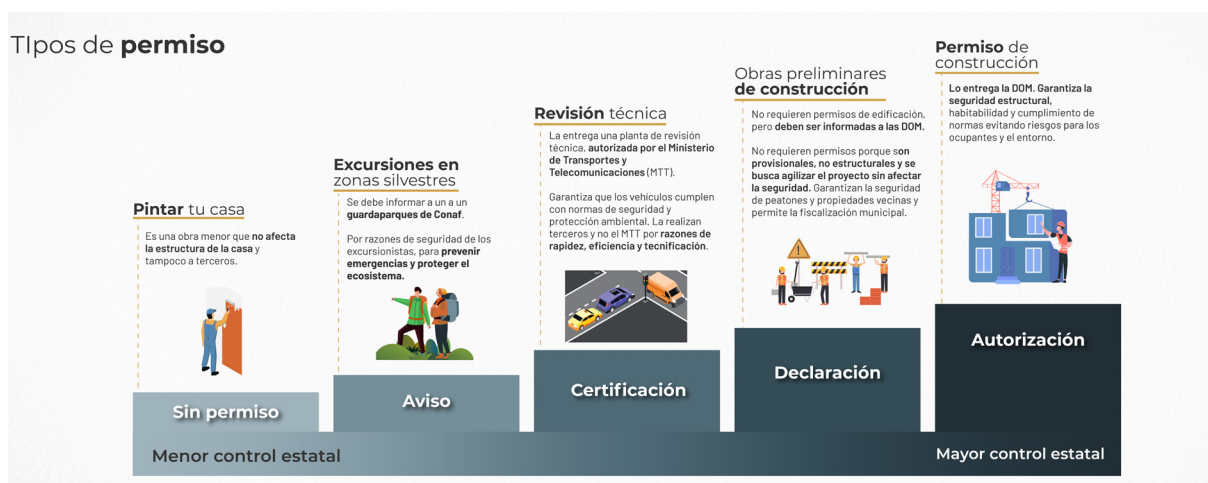 TIpos de permiso
Pintar tu casa
Es una obra menor que no afecta
la estructura de la casa y
tampoco a terceros.
Sin permiso
Excursiones en
zonas silvestres
Se debe informar a un a un
guardaparques de Conaf.
Por razones de seguridad de los
excursionistas, para prevenir
emergencias y proteger el
ecosistema.
Aviso
Revisión técnica
La entrega una planta de revisión
técnica, autorizada por el Ministerio
de Transportes y
Telecomunicaciones (MTT).
Garantiza que los vehículos cumplen
con normas de seguridad y
protección ambiental. La realizan
terceros y no el MTT por razones de
rapidez, eficiencia y tecnificación.
Certificación
Obras preliminares
de construcción
No requieren permisos de edificación,
pero deben ser informadas a las DOM.
No requieren permisos porque son
provisionales, no estructurales y se
busca agilizar el proyecto sin afectar
la seguridad. Garantizan la seguridad
de peatones y propiedades vecinas y
permite la fiscalización municipal.
Declaración
Permiso de
construcción
Lo entrega la DOM. Garantiza la
seguridad estructural,
habitabilidad y cumplimiento de
normas evitando riesgos para los
ocupantes y el entorno.
Autorización
Menor control estatal
Mayor control estatal